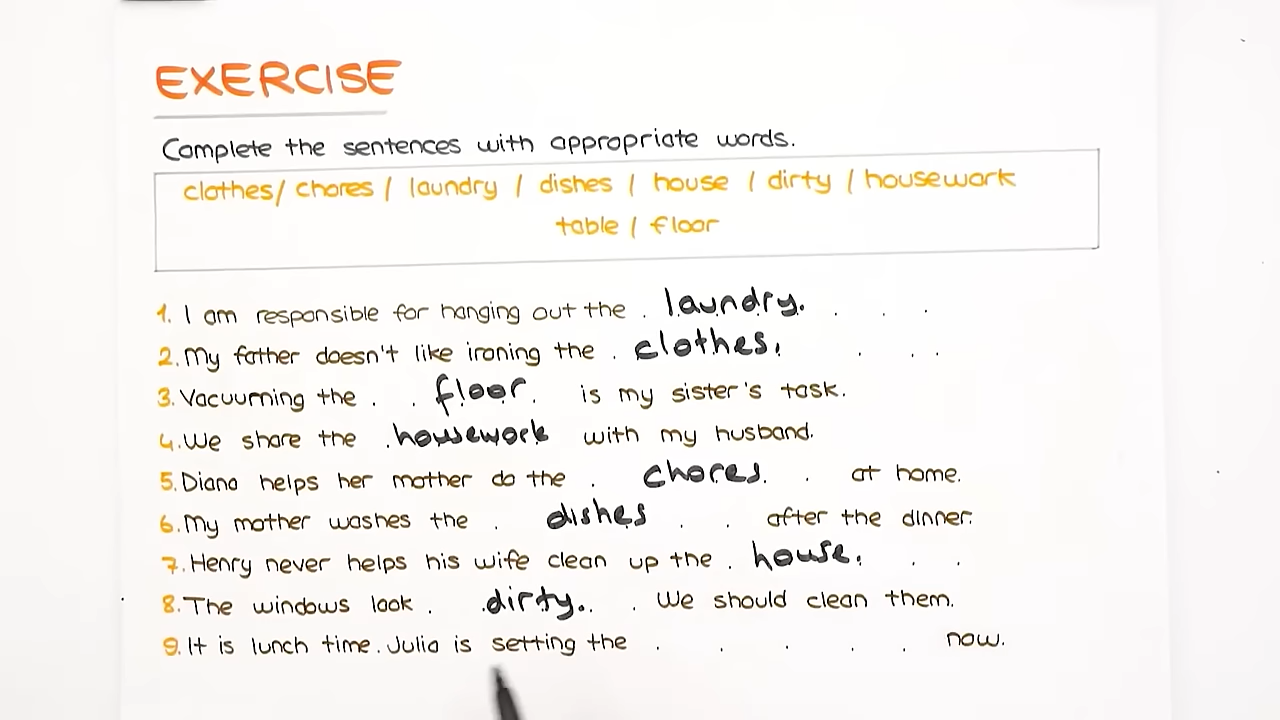 EXERCISE
Complete the sentences with appropriate words.
clothes/ chores / laundry / dishes / house / dirty / housework
table / floor
1. I am responsible for hanging out the . laundry. . . .
2. My father doesn't like ironing the . clothes. . . .
3. Vacuuming the . . floor. is my sister's task.
4. We share the . housework with my husband.
5. Diana helps her mother do the . chores. . at home.
6. My mother washes the . dishes . . after the dinner.
7. Henry never helps his wife clean up the . house. . .
8. The windows look . . dirty. . . We should clean them.
9. It is lunch time. Julia is setting the . . . . . now.